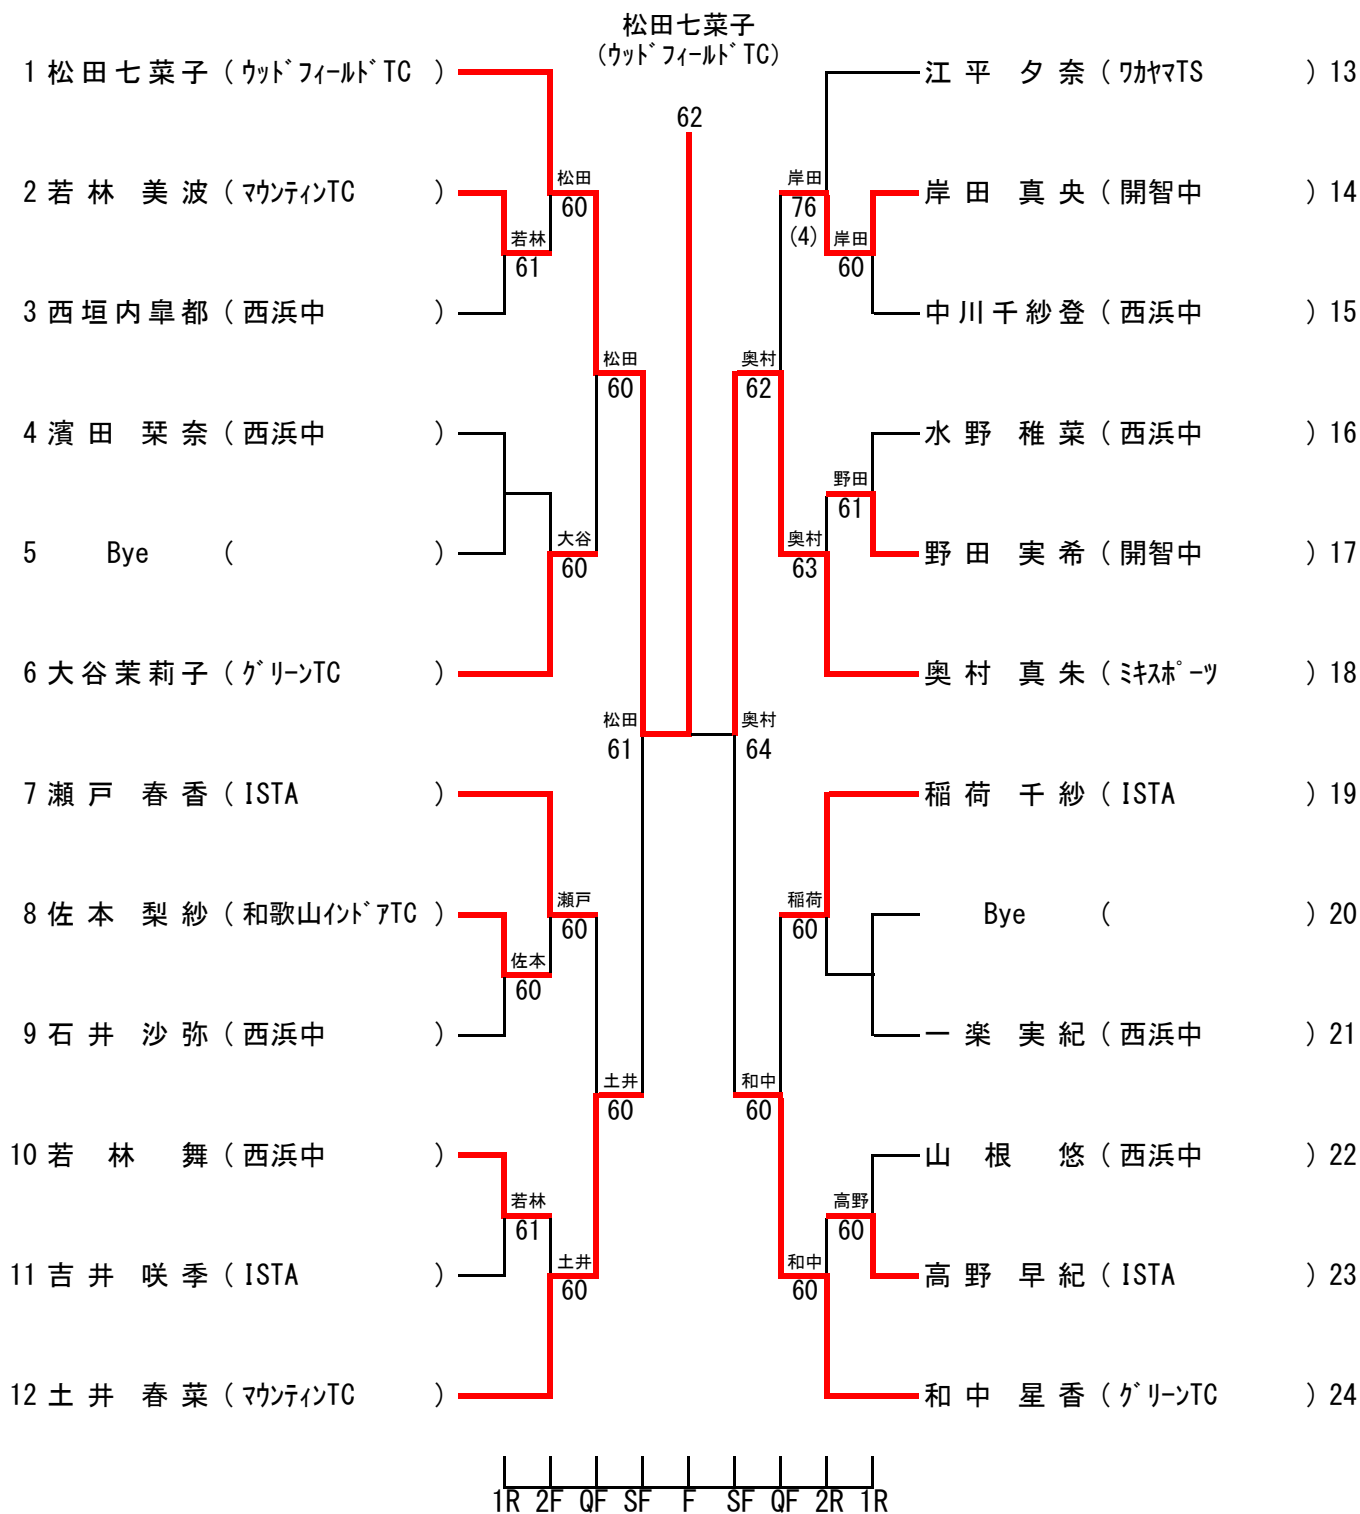 松田七菜子
(ｳｯﾄﾞﾌｨｰﾙﾄﾞTC)
62
1 松田七菜子 ( ｳｯﾄﾞﾌｨｰﾙﾄﾞTC )
2 若林 美波 ( ﾏｳﾝﾃｨﾝTC )
3 西垣内皐都 ( 西浜中 )
4 濱田 栞奈 ( 西浜中 )
5 Bye ( )
6 大谷茉莉子 ( ｸﾞﾘｰﾝTC )
7 瀬戸 春香 ( ISTA )
8 佐本 梨紗 ( 和歌山ｲﾝﾄﾞｱTC )
9 石井 沙弥 ( 西浜中 )
10 若林 舞 ( 西浜中 )
11 吉井 咲季 ( ISTA )
12 土井 春菜 ( ﾏｳﾝﾃｨﾝTC )
若林
61
佐本
60
若林
61
松田
60
大谷
60
瀬戸
60
土井
60
松田
60
土井
60
松田
61
奥村
64
奥村
62
和中
60
岸田
76
(4)
奥村
63
稲荷
60
和中
60
岸田
60
野田
61
高野
60
江平 夕奈 ( ﾜｶﾔﾏTS ) 13
岸田 真央 ( 開智中 ) 14
中川千紗登 ( 西浜中 ) 15
水野 稚菜 ( 西浜中 ) 16
野田 実希 ( 開智中 ) 17
奥村 真朱 ( ﾐｷｽﾎﾟｰﾂ ) 18
稲荷 千紗 ( ISTA ) 19
Bye ( ) 20
一楽 実紀 ( 西浜中 ) 21
山根 悠 ( 西浜中 ) 22
高野 早紀 ( ISTA ) 23
和中 星香 ( ｸﾞﾘｰﾝTC ) 24
1R 2F QF SF F SF QF 2R 1R